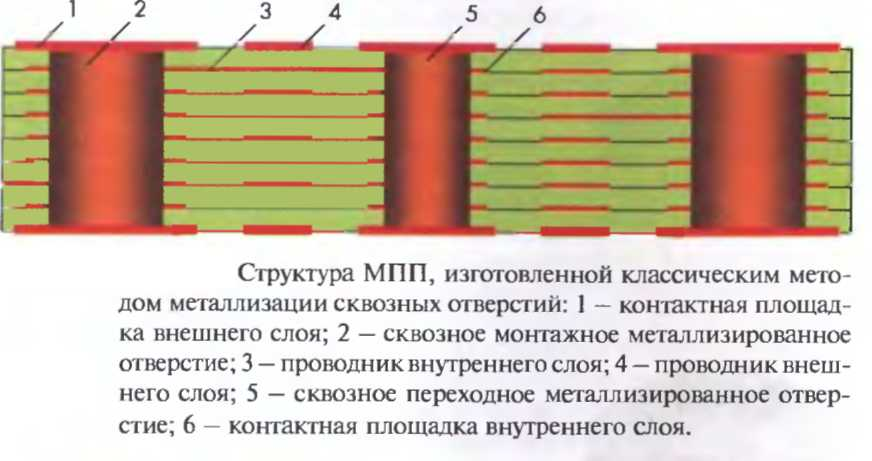 1 2 3 4 5 6
Структура МПП, изготовленной классическим мето-
дом металлизации сквозных отверстий: 1 — контактная площад-
ка внешнего слоя; 2 — сквозное монтажное металлизированное
отверстие; 3 — проводник внутреннего слоя; 4 — проводник внеш-
него слоя; 5 — сквозное переходное металлизированное отвер-
стие; 6 — контактная площадка внутреннего слоя.